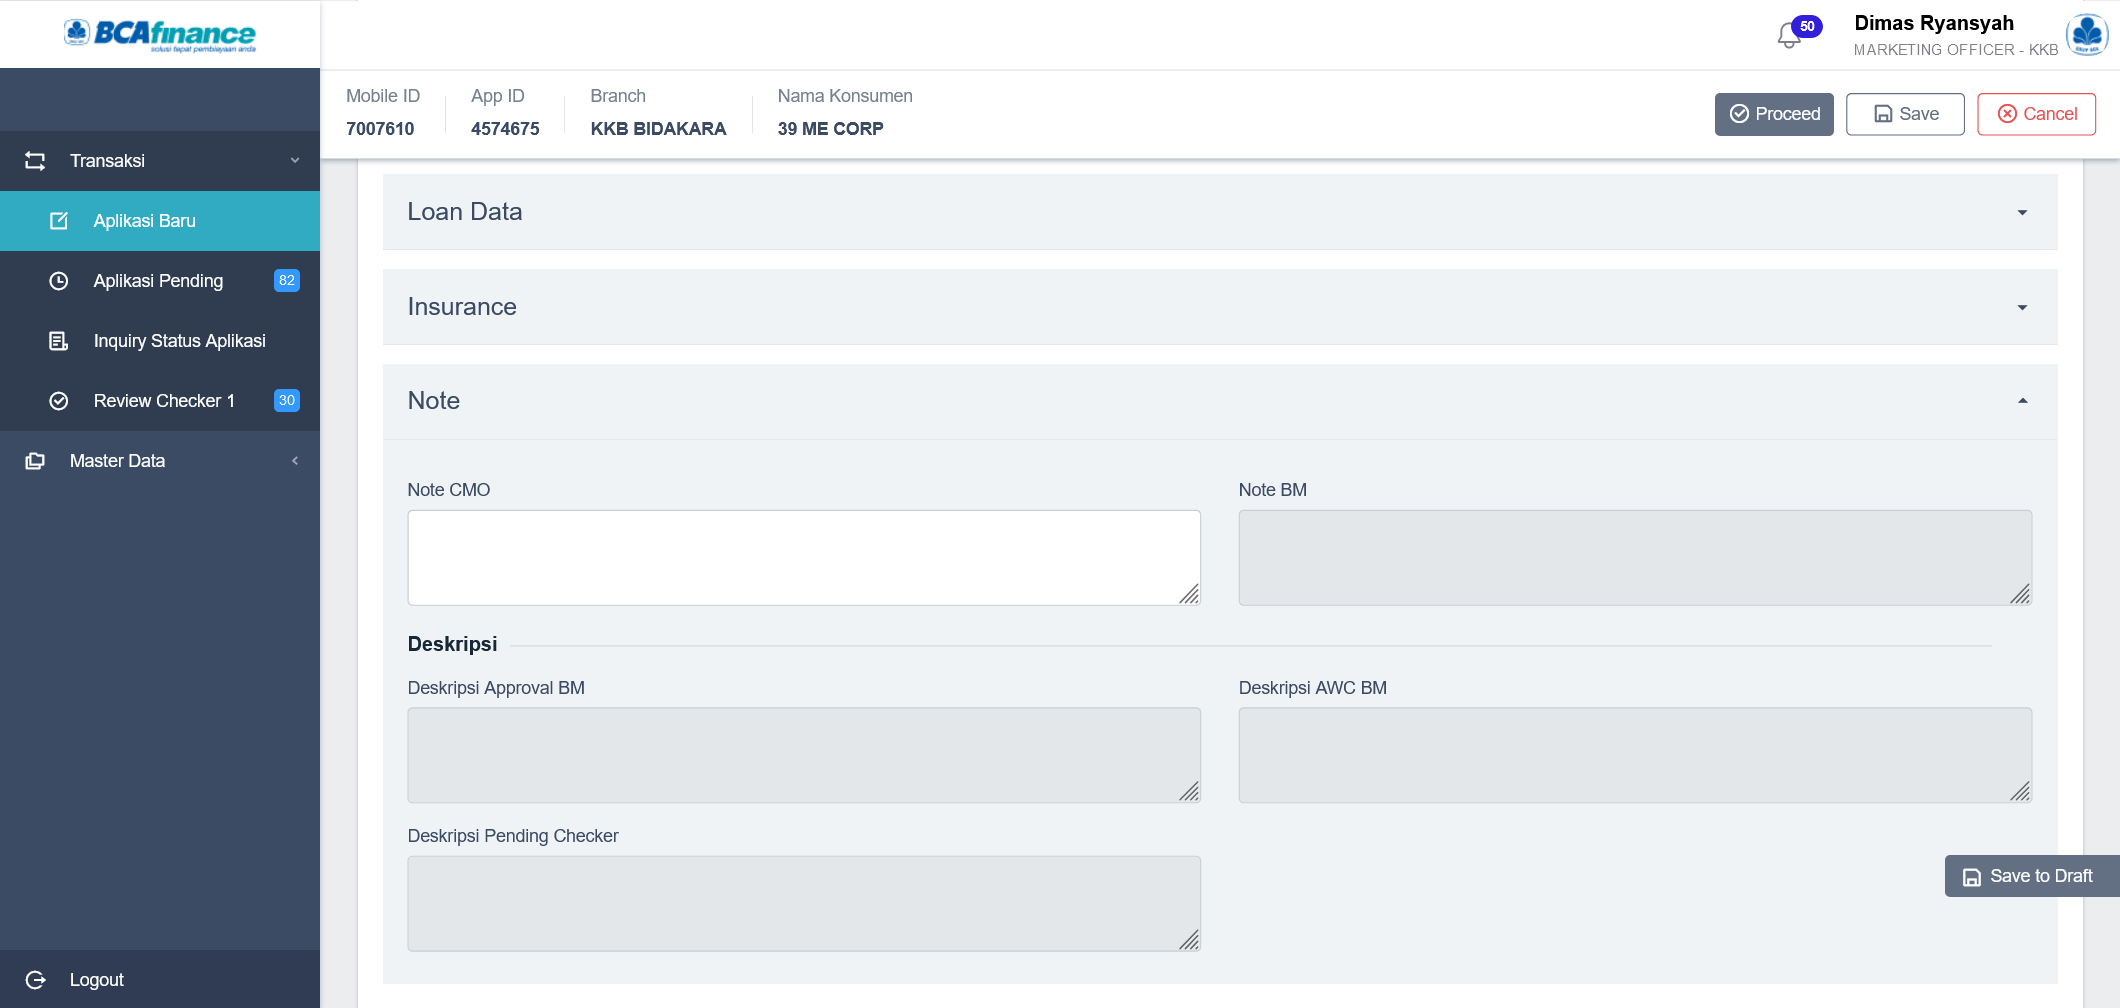 BCAfinance
solusi tepat pembiayaan anda
50
Dimas Ryansyah
MARKETING OFFICER - KKB
Mobile ID
7007610
App ID
4574675
Branch
KKB BIDAKARA
Nama Konsumen
39 ME CORP
Proceed
Save
Cancel
Transaksi
Aplikasi Baru
Aplikasi Pending
82
Inquiry Status Aplikasi
Review Checker 1
30
Master Data
Logout
Loan Data
Insurance
Note
Note CMO
Note BM
Deskripsi
Deskripsi Approval BM
Deskripsi AWC BM
Deskripsi Pending Checker
Save to Draft